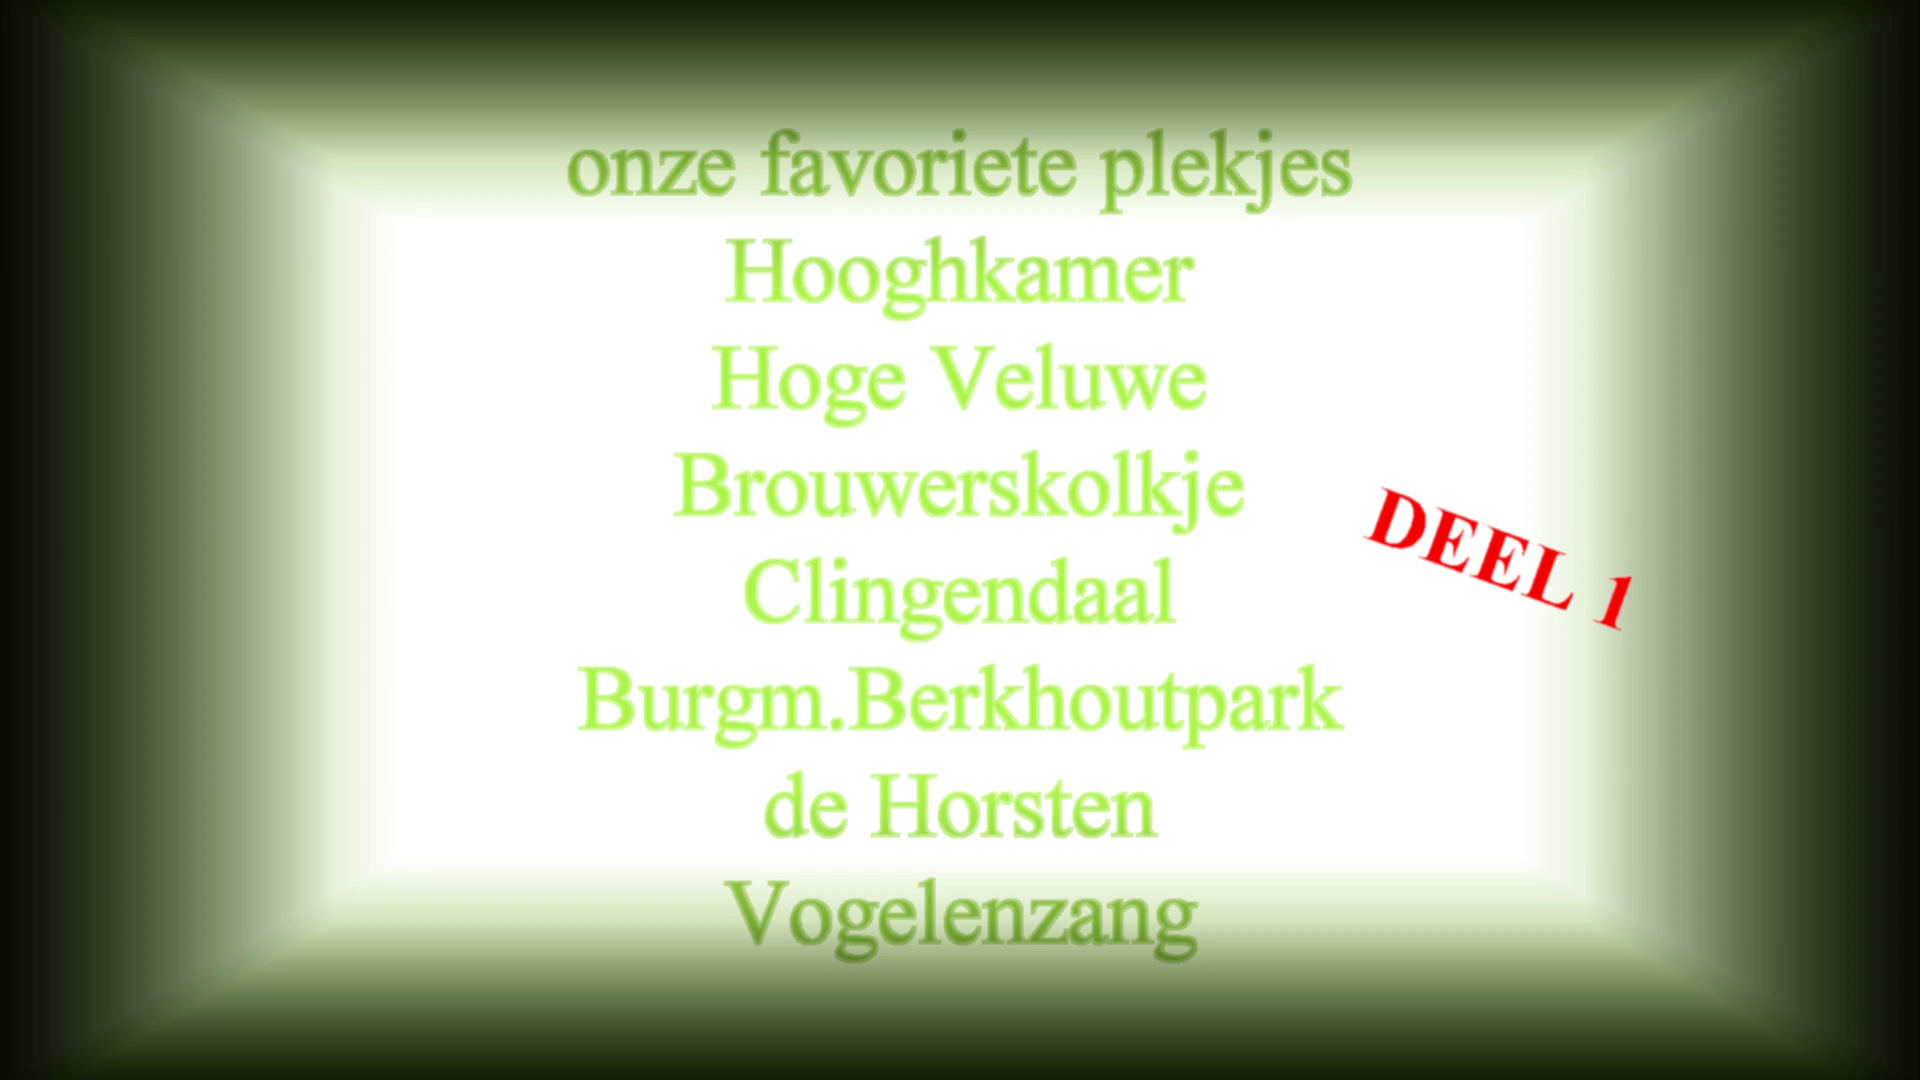 onze favoriete plekjes
Hooghkamer
Hoge Veluwe
Brouwerskolkje
Clingendaal
Burgm.Berkhoutpark
de Horsten
Vogelenzang
DEEL 1